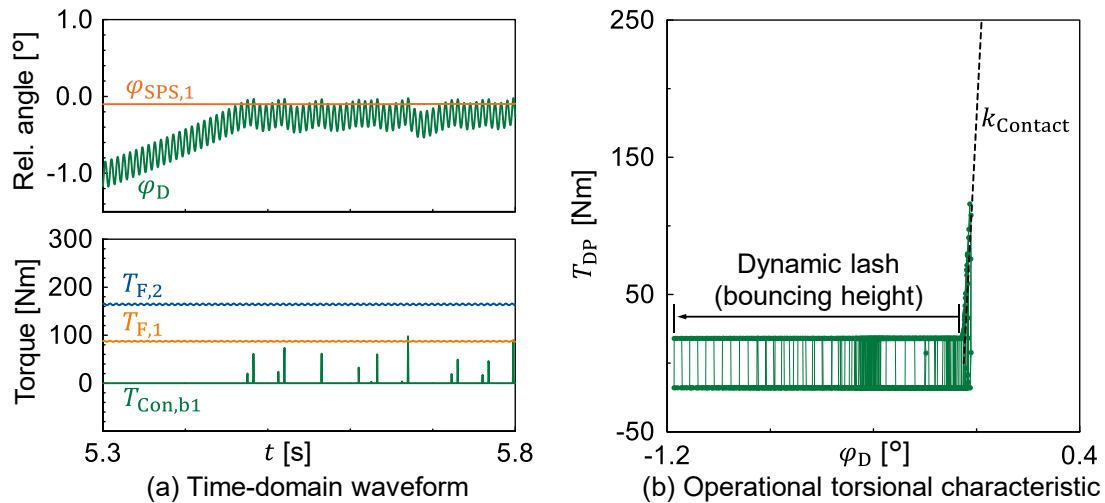 1.0
0.0
-1.0
Rel. angle [°]
φSPS,1
φD
300
200
100
0
Torque [Nm]
TF,2
TF,1
TCon,b1
5.3
t [s]
5.8
(a) Time-domain waveform
250
150
50
-50
TDP [Nm]
kContact
Dynamic lash
(bouncing height)
-1.2
φD [°]
0.4
(b) Operational torsional characteristic